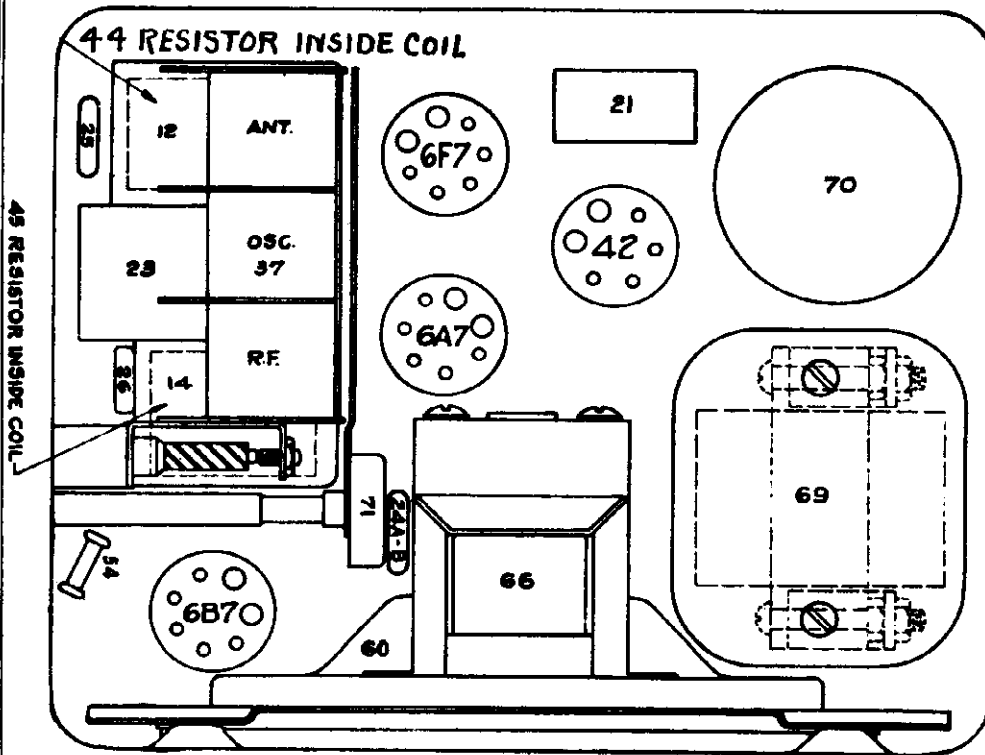 44 RESISTOR INSIDE COIL
25
12
ANT.
6F7
21
70
45 RESISTOR INSIDE COIL
23
OSC.
37
42
6A7
26
14
R.F.
69
71
24A-B
54
6B7
66
60